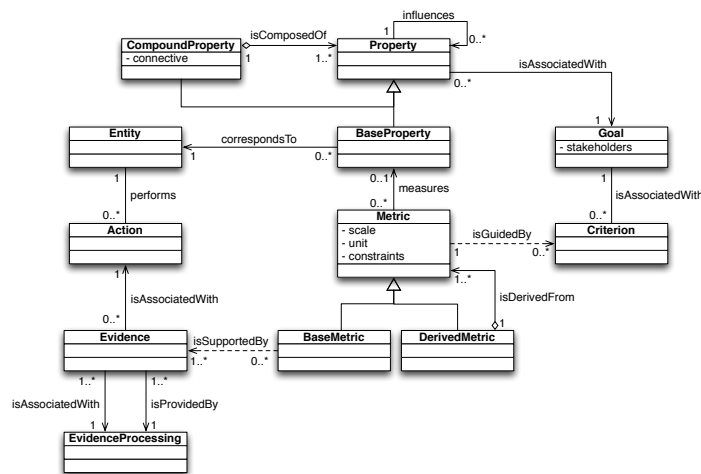 influences
1
0..*
CompoundProperty
- connective
isComposedOf
1
1..*
Property
0..*
isAssociatedWith
1
Entity
correspondsTo
1
0..*
BaseProperty
Goal
- stakeholders
1
performs
0..*
0..1
measures
0..*
1
isAssociatedWith
0..*
Action
Metric
- scale
- unit
- constraints
isGuidedBy
1
0..*
Criterion
1
isAssociatedWith
0..*
1..*
isDerivedFrom
1
Evidence
isSupportedBy
1..*
0..*
BaseMetric
DerivedMetric
1..*
1..*
isAssociatedWith
isProvidedBy
1
1
EvidenceProcessing